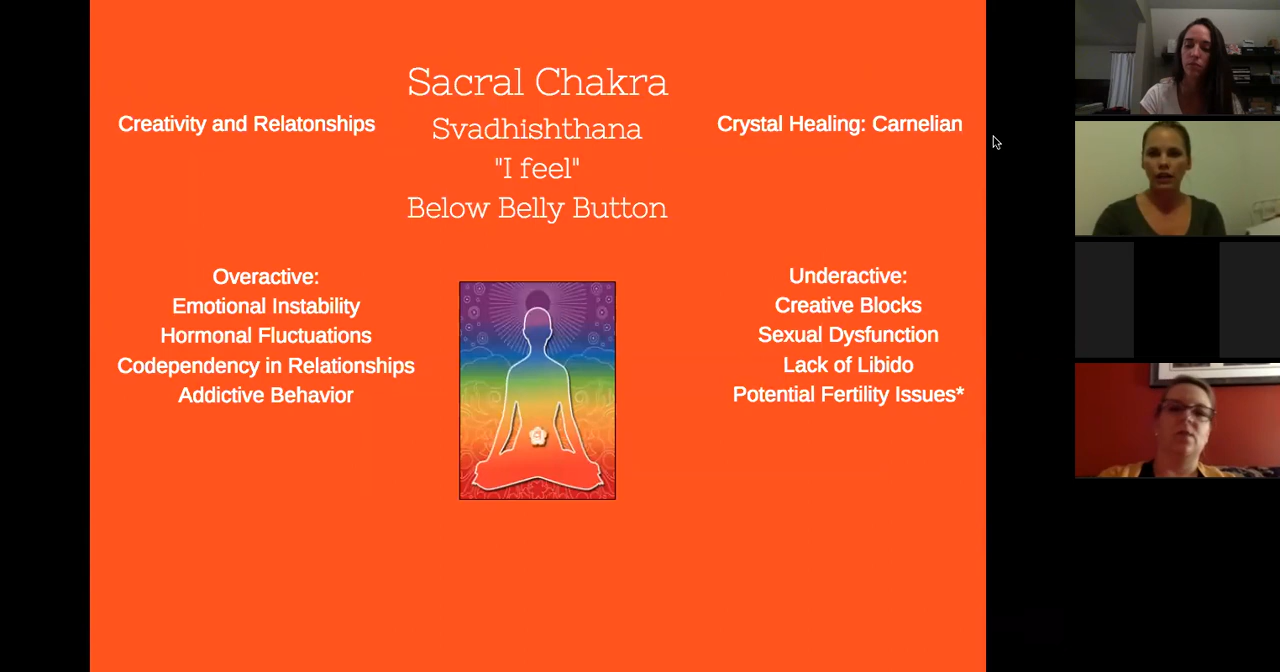 Sacral Chakra
Svadhishthana
"I feel"
Below Belly Button
Creativity and Relatonships
Crystal Healing: Carnelian
Overactive:
Emotional Instability
Hormonal Fluctuations
Codependency in Relationships
Addictive Behavior
Underactive:
Creative Blocks
Sexual Dysfunction
Lack of Libido
Potential Fertility Issues*